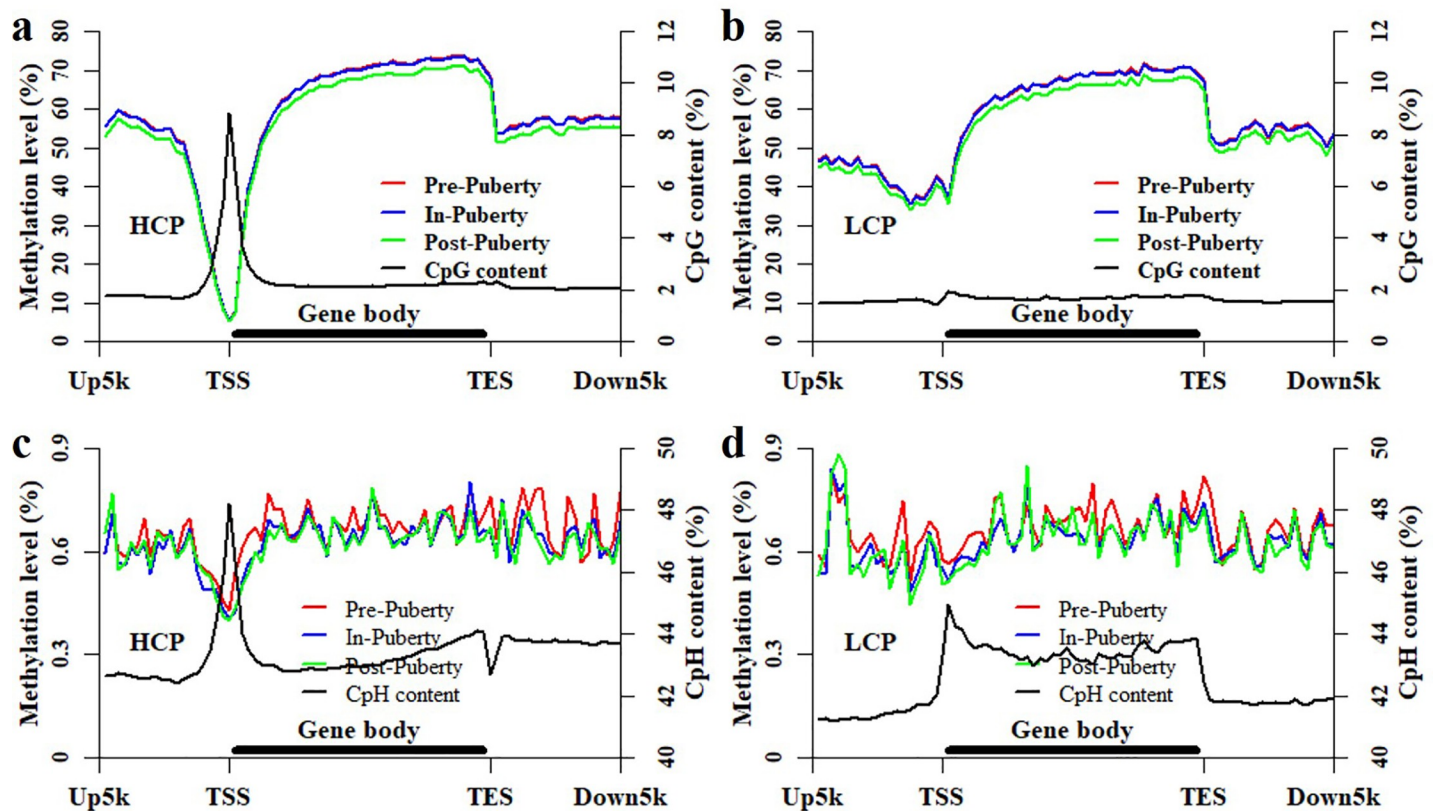 a
80
70
60
50
40
30
20
10
0
Methylation level (%)
12
10
8
6
4
2
0
CpG content (%)
HCP
Pre-Puberty
In-Puberty
Post-Puberty
CpG content
Gene body
Up5k TSS TES Down5k
b
80
70
60
50
40
30
20
10
0
Methylation level (%)
12
10
8
6
4
2
0
CpG content (%)
LCP
Pre-Puberty
In-Puberty
Post-Puberty
CpG content
Gene body
Up5k TSS TES Down5k
c
0.9
0.6
0.3
0
Methylation level (%)
50
48
46
44
42
40
CpH content (%)
HCP
Pre-Puberty
In-Puberty
Post-Puberty
CpH content
Gene body
Up5k TSS TES Down5k
d
0.9
0.6
0.3
0
Methylation level (%)
50
48
46
44
42
40
CpH content (%)
LCP
Pre-Puberty
In-Puberty
Post-Puberty
CpH content
Gene body
Up5k TSS TES Down5k